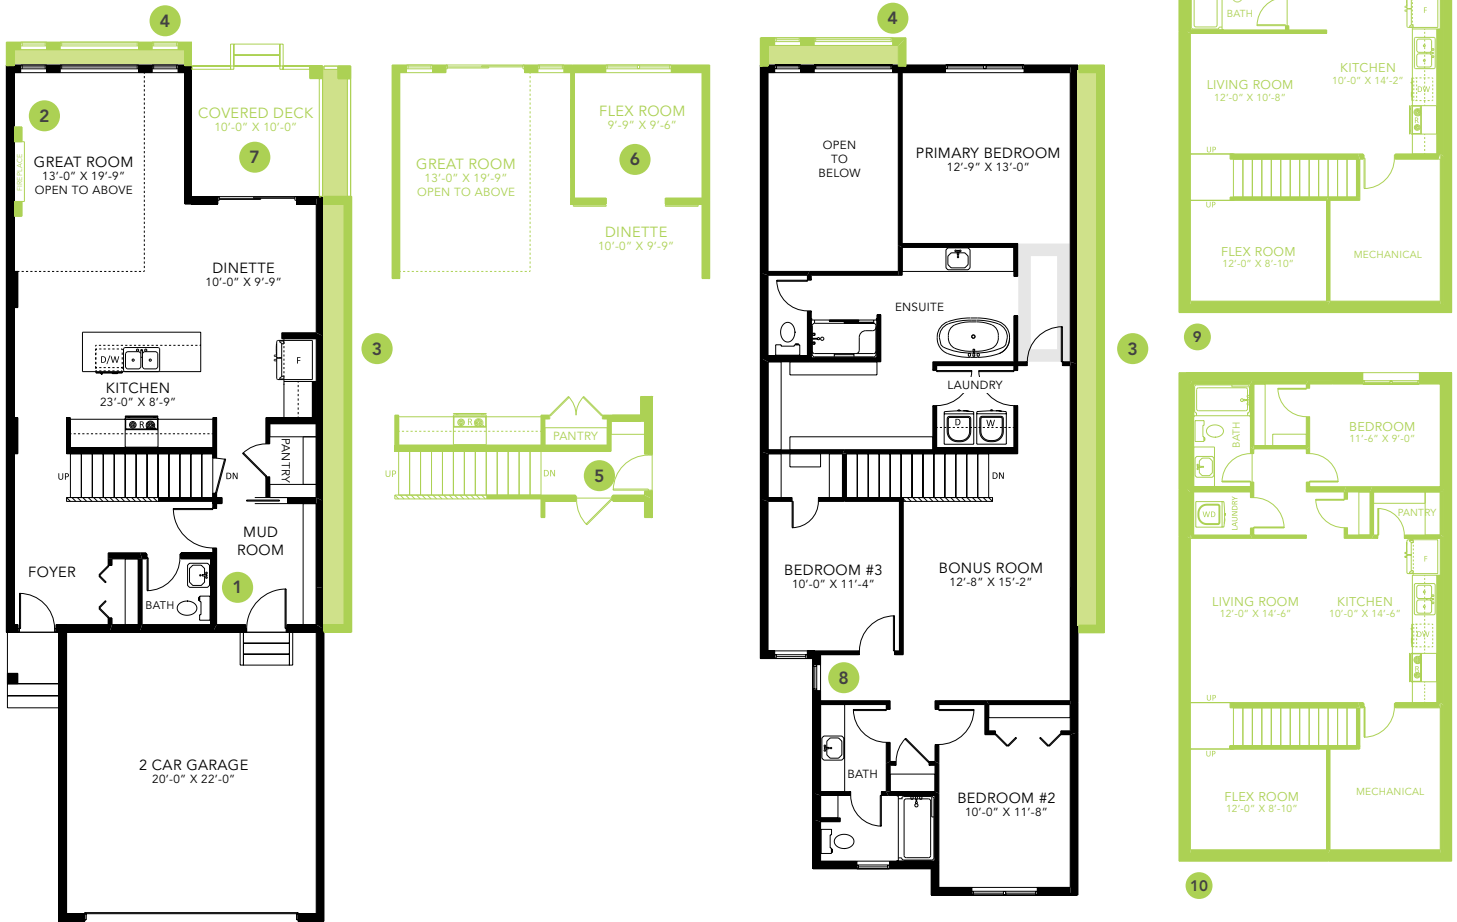 4
2
GREAT ROOM
13'-0" X 19'-9"
OPEN TO ABOVE
FIREPLACE
COVERED DECK
10'-0" X 10'-0"
7
DINETTE
10'-0" X 9'-9"
D/W
F
KITCHEN
23'-0" X 8'-9"
R
PANTRY
UP
DN
MUD
ROOM
FOYER
BATH
1
2 CAR GARAGE
20'-0" X 22'-0"
3
GREAT ROOM
13'-0" X 19'-9"
OPEN TO ABOVE
FLEX ROOM
9'-9" X 9'-6"
6
DINETTE
10'-0" X 9'-9"
R
PANTRY
UP
DN
5
4
OPEN
TO
BELOW
PRIMARY BEDROOM
12'-9" X 13'-0"
ENSUITE
LAUNDRY
D
W
DN
3
BEDROOM #3
10'-0" X 11'-4"
BONUS ROOM
12'-8" X 15'-2"
8
BATH
BEDROOM #2
10'-0" X 11'-8"
BATH
F
KITCHEN
10'-0" X 14'-2"
LIVING ROOM
12'-0" X 10'-8"
DW
UP
UP
FLEX ROOM
12'-0" X 8'-10"
MECHANICAL
9
BATH
BEDROOM
11'-6" X 9'-0"
WD
LAUNDRY
PANTRY
F
LIVING ROOM
12'-0" X 14'-6"
KITCHEN
10'-0" X 14'-6"
DW
UP
UP
FLEX ROOM
12'-0" X 8'-10"
MECHANICAL
10